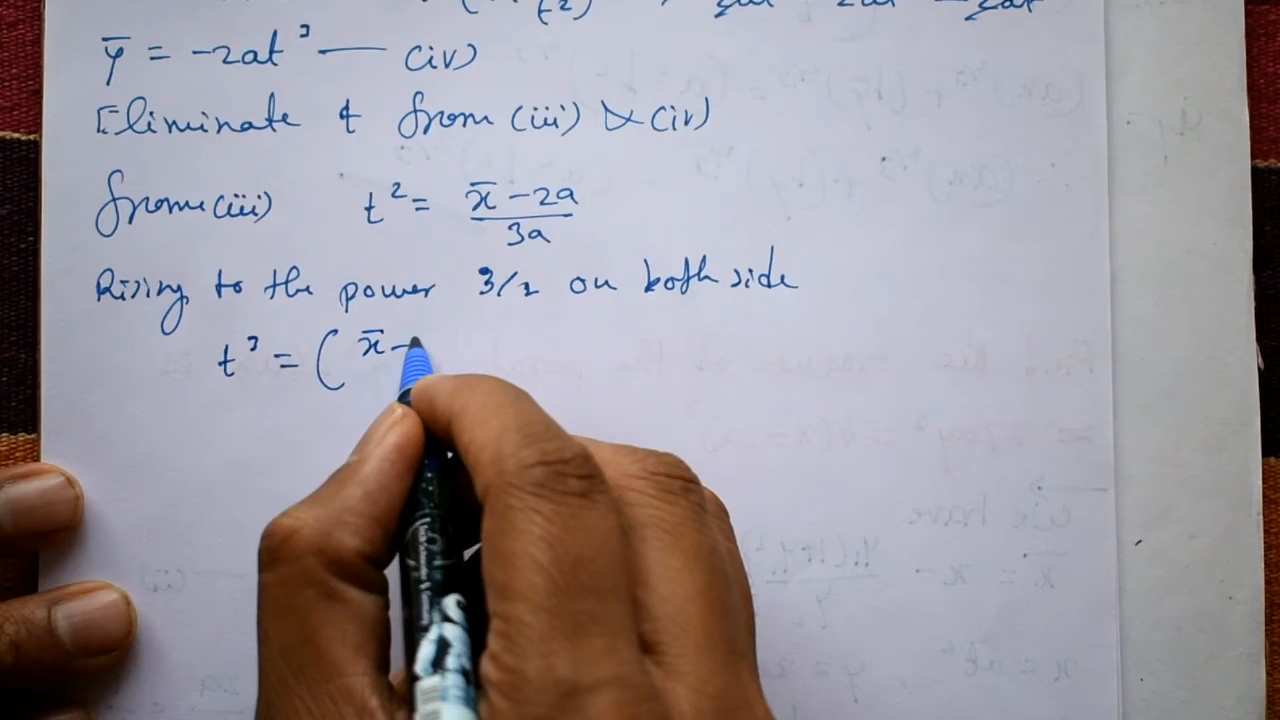 ȳ = -2at³ — (iv)
Eliminate t from (iii) & (iv)
from (iii) t² = x̄ - 2a / 3a
Rising to the power 3/2 on both side
t³ = ( x̄ -